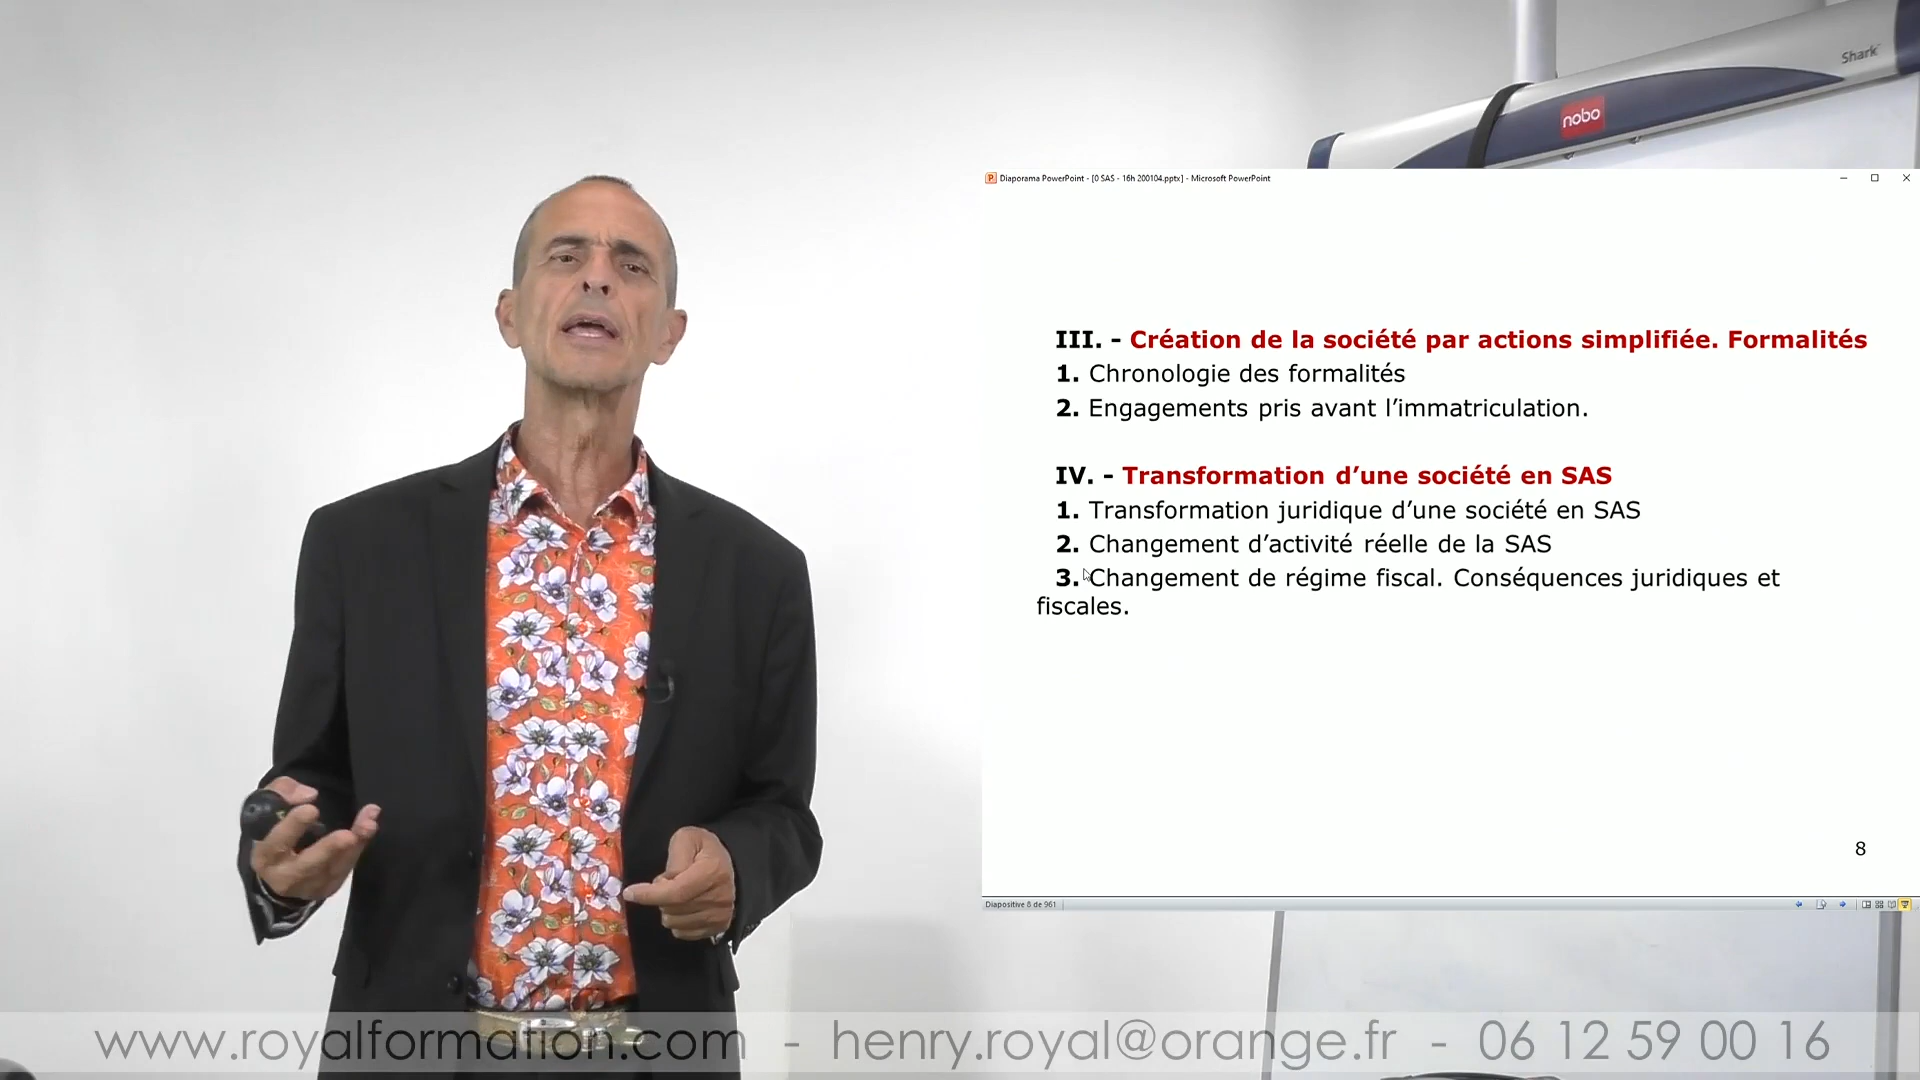 Shark
nobo
Diaporama PowerPoint - [0 SAS - 16h 200104.pptx] - Microsoft PowerPoint
III. - Création de la société par actions simplifiée. Formalités
1. Chronologie des formalités
2. Engagements pris avant l’immatriculation.
IV. - Transformation d’une société en SAS
1. Transformation juridique d’une société en SAS
2. Changement d’activité réelle de la SAS
3. Changement de régime fiscal. Conséquences juridiques et
fiscales.
8
Diapositive 8 de 961
www.royalformation.com - henry.royal@orange.fr - 06 12 59 00 16